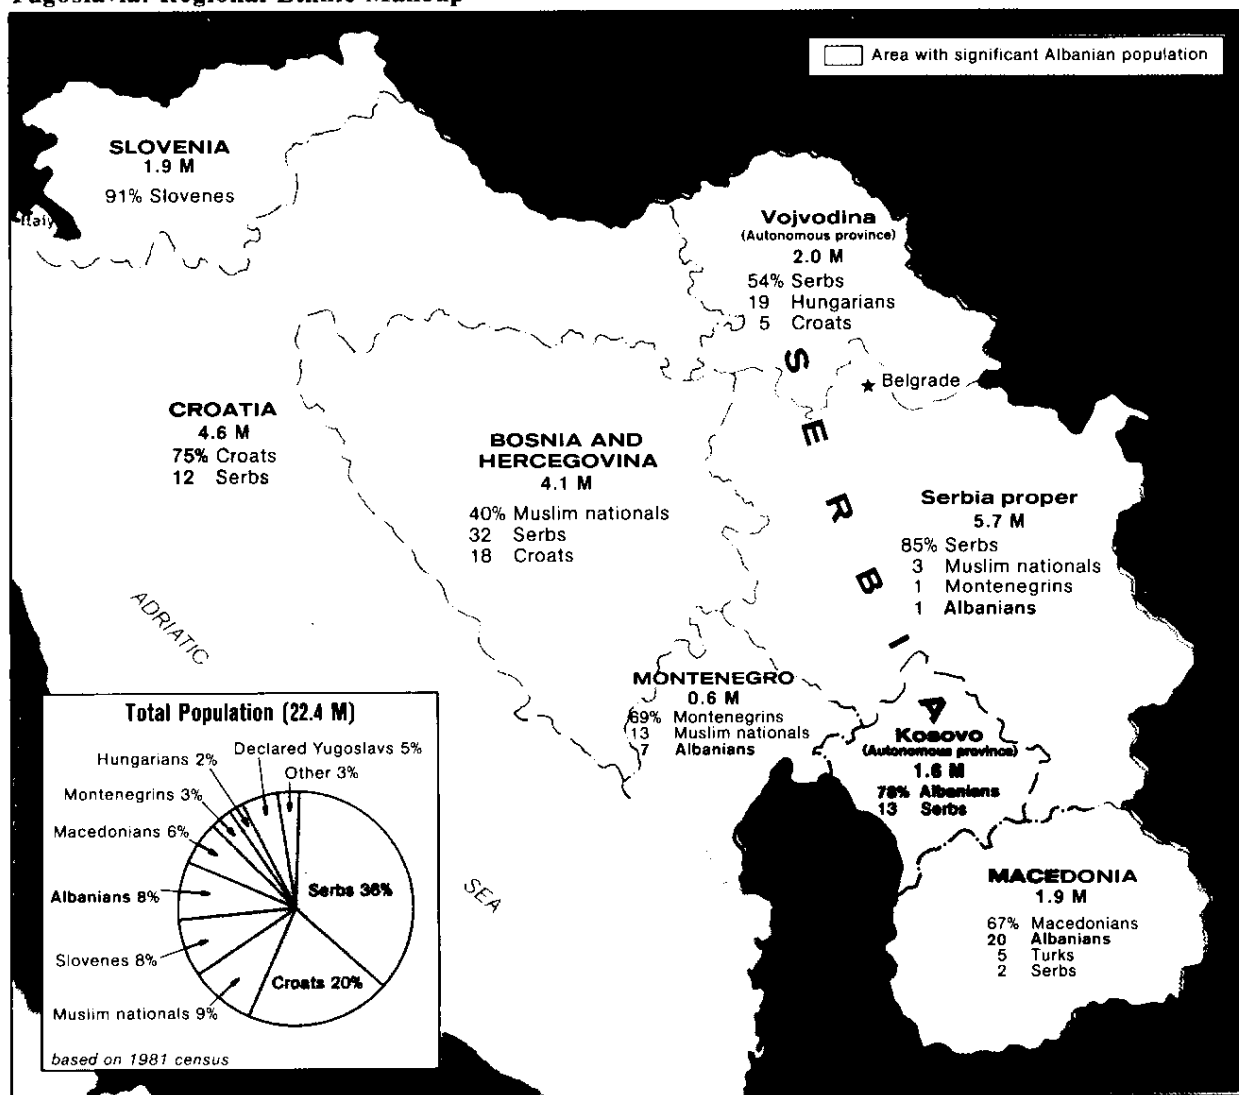 Yugoslavia: Regional Ethnic Makeup
Area with significant Albanian population
SLOVENIA
1.9 M
91% Slovenes
Italy
Vojvodina
(Autonomous province)
2.0 M
54% Serbs
19 Hungarians
5 Croats
SERBIA
Belgrade
CROATIA
4.6 M
75% Croats
12 Serbs
BOSNIA AND
HERCEGOVINA
4.1 M
40% Muslim nationals
32 Serbs
18 Croats
Serbia proper
5.7 M
85% Serbs
3 Muslim nationals
1 Montenegrins
1 Albanians
ADRIATIC
SEA
MONTENEGRO
0.6 M
69% Montenegrins
13 Muslim nationals
7 Albanians
Kosovo
(Autonomous province)
1.6 M
78% Albanians
13 Serbs
MACEDONIA
1.9 M
67% Macedonians
20 Albanians
5 Turks
2 Serbs
Total Population (22.4 M)
Declared Yugoslavs 5%
Hungarians 2%
Other 3%
Montenegrins 3%
Macedonians 6%
Albanians 8%
Serbs 36%
Slovenes 8%
Croats 20%
Muslim nationals 9%
based on 1981 census